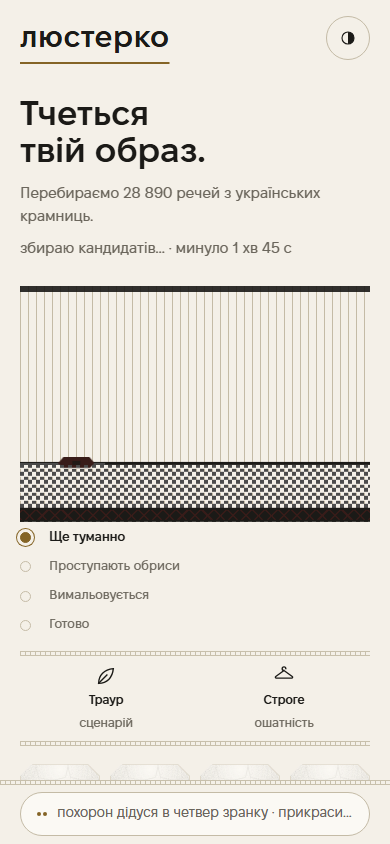 люстерко
Тчеться
твій образ.
Перебираємо 28 890 речей з українських
крамниць.
збираю кандидатів... · минуло 1 хв 45 с
Ще туманно
Проступають обриси
Вимальовується
Готово
Траур
Строге
сценарій
ошатність
похорон дідуся в четвер зранку · прикраси...